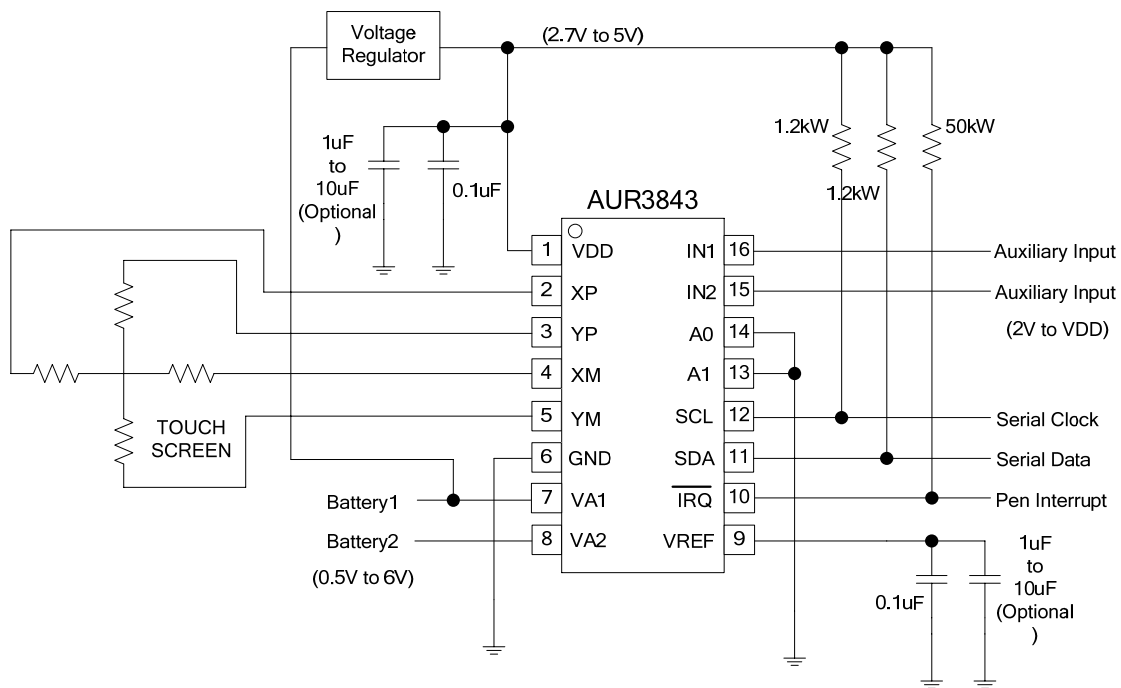 Voltage
Regulator
(2.7V to 5V)
1uF
to
10uF
(Optional
)
0.1uF
1.2kW
1.2kW
50kW
AUR3843
1 VDD
2 XP
3 YP
4 XM
5 YM
6 GND
7 VA1
8 VA2
IN1 16
IN2 15
A0 14
A1 13
SCL 12
SDA 11
IRQ 10
VREF 9
TOUCH
SCREEN
Battery1
Battery2
(0.5V to 6V)
Auxiliary Input
Auxiliary Input
(2V to VDD)
Serial Clock
Serial Data
Pen Interrupt
0.1uF
1uF
to
10uF
(Optional
)